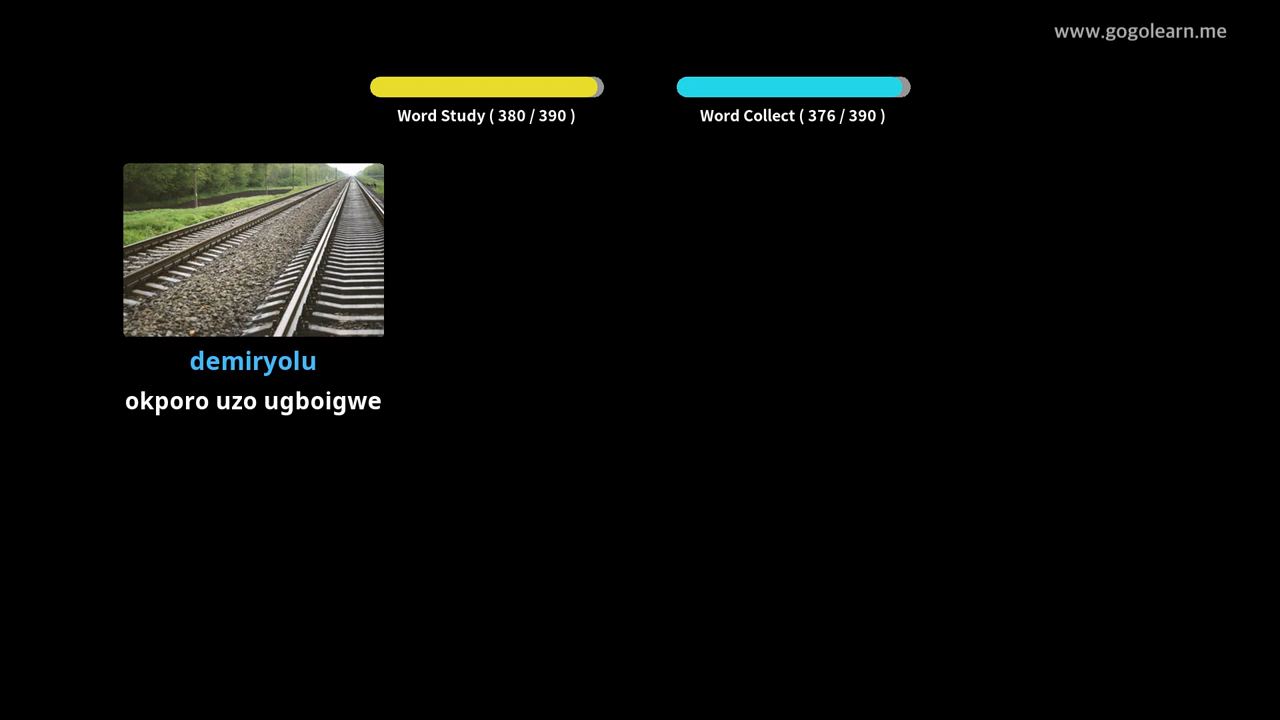 www.gogolearn.me
Word Study ( 380 / 390 )
Word Collect ( 376 / 390 )
demiryolu
okporo uzo ugboigwe